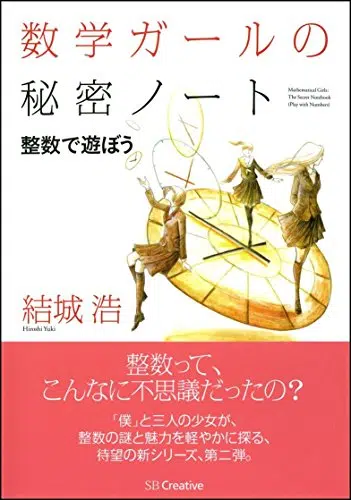 数学ガールの
秘密ノート
Mathematical Girls:
The Secret Notebook
(Play with Numbers)
整数で遊ぼう
結城 浩
Hiroshi Yuki
整数って、
こんなに不思議だったの？
「僕」と三人の少女が、
整数の謎と魅力を軽やかに探る、
待望の新シリーズ、第二弾。
SB Creative